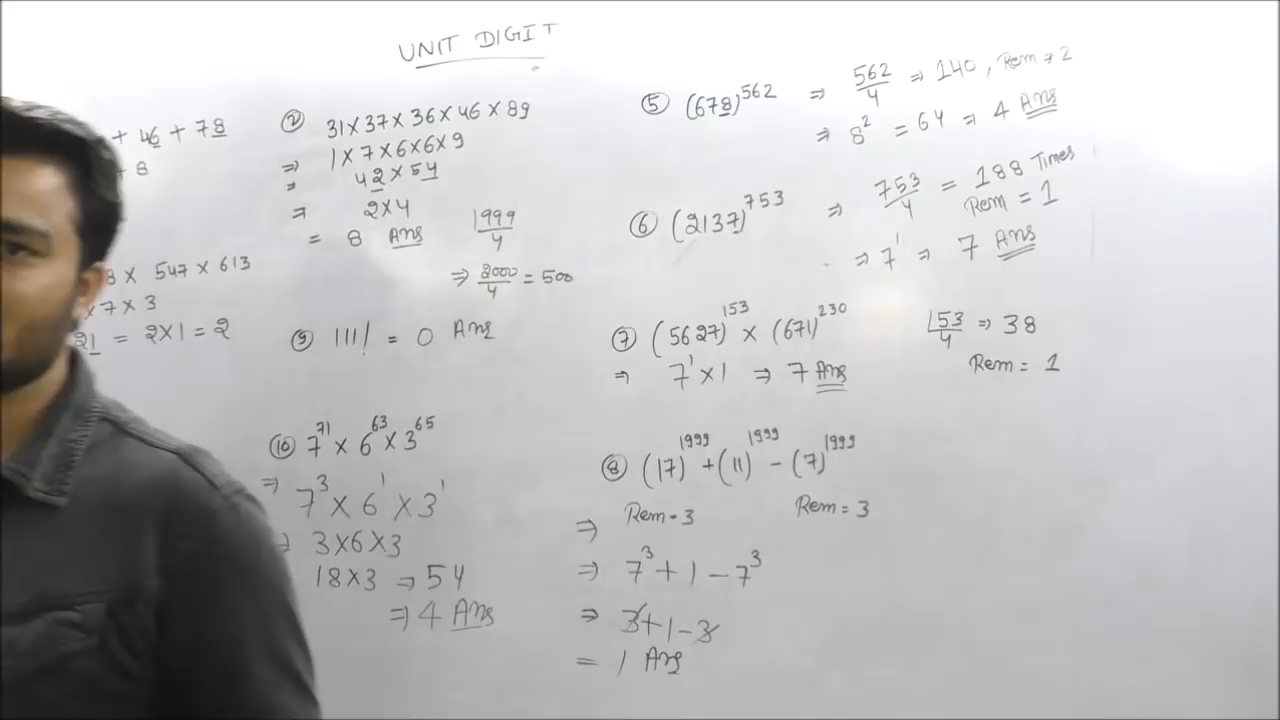 UNIT DIGIT
+ 46 + 78
+ 8
8 × 547 × 613
× 7 × 3
21 = 2×1 = 2
② 31 × 37 × 36 × 46 × 89
⇒ 1 × 7 × 6 × 6 × 9
⇒ 42 × 54
⇒ 2×4
= 8 Ans
1999/4
⇒ 2000/4 = 500
⑨ 111! = 0 Ans
⑩ 7^71 × 6^63 × 3^65
⇒ 7^3 × 6^1 × 3^1
⇒ 3×6×3
18×3 ⇒ 54
⇒ 4 Ans
⑤ (678)^562 ⇒ 562/4 ⇒ 140, Rem ⇒ 2
⇒ 8^2 = 64 ⇒ 4 Ans
⑥ (2137)^753 ⇒ 753/4 = 188 Times
Rem = 1
⇒ 7^1 ⇒ 7 Ans
⑦ (5627)^153 × (671)^230 153/4 ⇒ 38
⇒ 7^1 × 1 ⇒ 7 Ans Rem = 1
⑧ (17)^1999 + (11)^1999 - (7)^1999
⇒ Rem = 3 Rem = 3
⇒ 7^3 + 1 - 7^3
⇒ 3 + 1 - 3
= 1 Ans